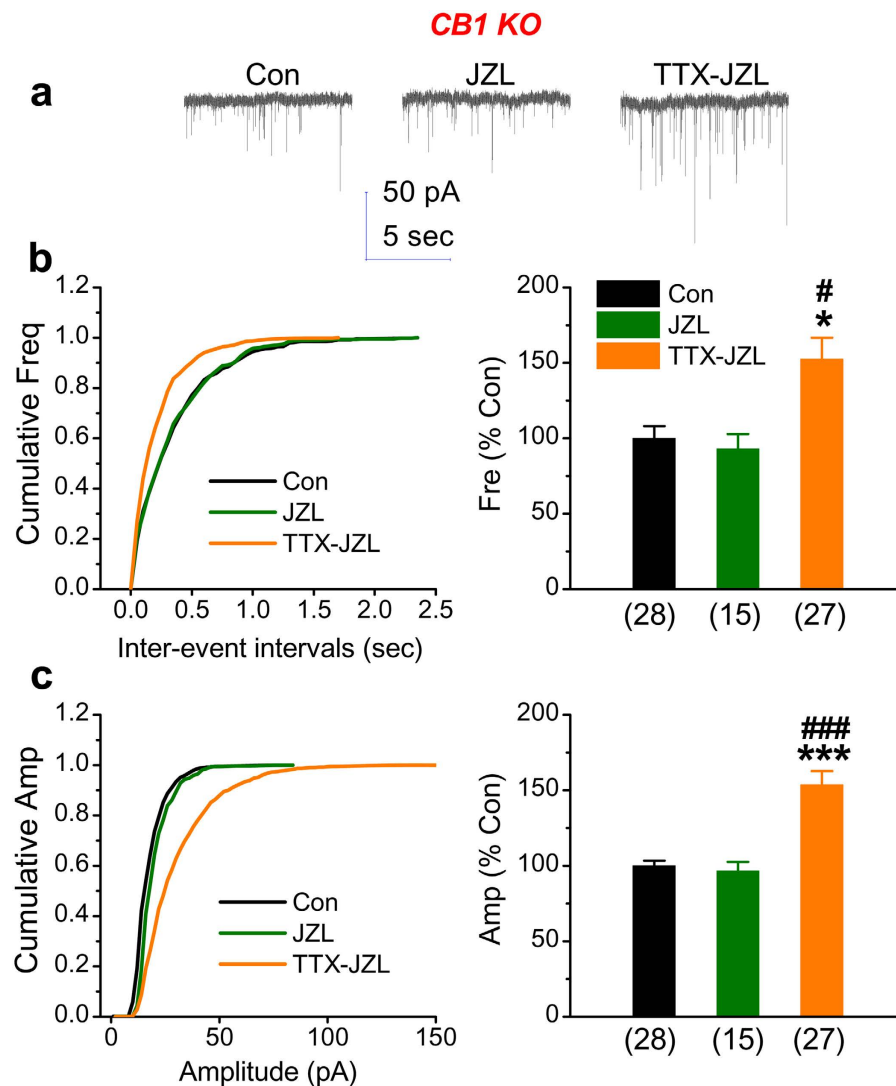 CB1 KO
a
Con JZL TTX-JZL
50 pA
5 sec
b
1.2
1.0
0.8
0.6
0.4
0.2
0.0
Cumulative Freq
Con
JZL
TTX-JZL
0.0 0.5 1.0 1.5 2.0 2.5
Inter-event intervals (sec)
200
150
100
50
0
Fre (% Con)
Con
JZL
TTX-JZL
#
*
(28) (15) (27)
c
1.2
1.0
0.8
0.6
0.4
0.2
0.0
Cumulative Amp
Con
JZL
TTX-JZL
0 50 100 150
Amplitude (pA)
200
150
100
50
0
Amp (% Con)
###
***
(28) (15) (27)